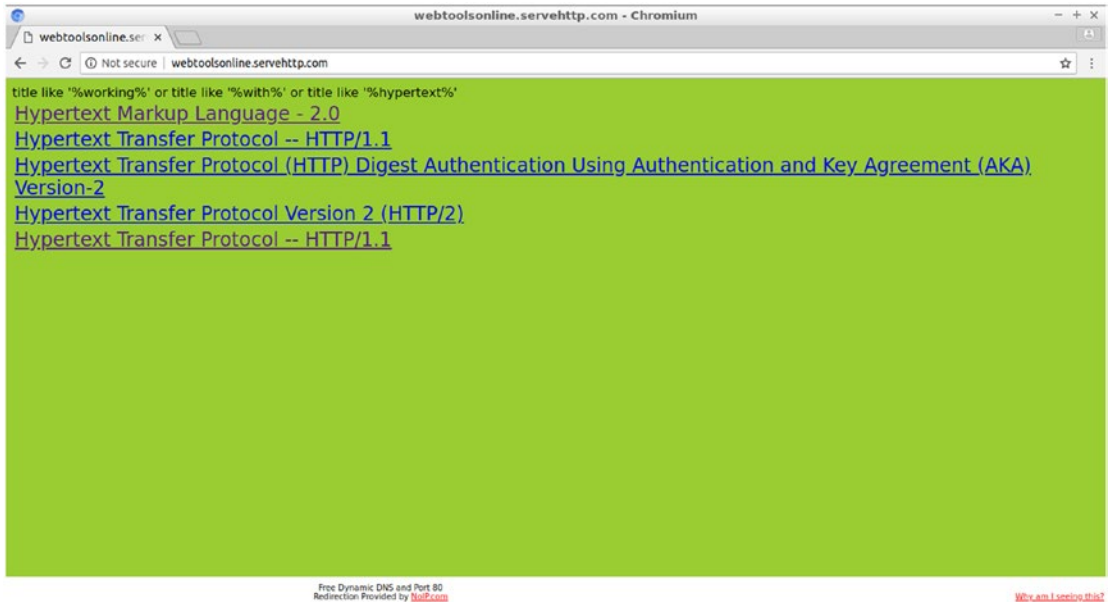 webtoolsonline.servehttp.com - Chromium
webtoolsonline.ser
Not secure | webtoolsonline.servehttp.com
title like '%working%' or title like '%with%' or title like '%hypertext%'
Hypertext Markup Language - 2.0
Hypertext Transfer Protocol -- HTTP/1.1
Hypertext Transfer Protocol (HTTP) Digest Authentication Using Authentication and Key Agreement (AKA)
Version-2
Hypertext Transfer Protocol Version 2 (HTTP/2)
Hypertext Transfer Protocol -- HTTP/1.1
Free Dynamic DNS and Port 80
Redirection Provided by NoIP.com
Why am I seeing this?